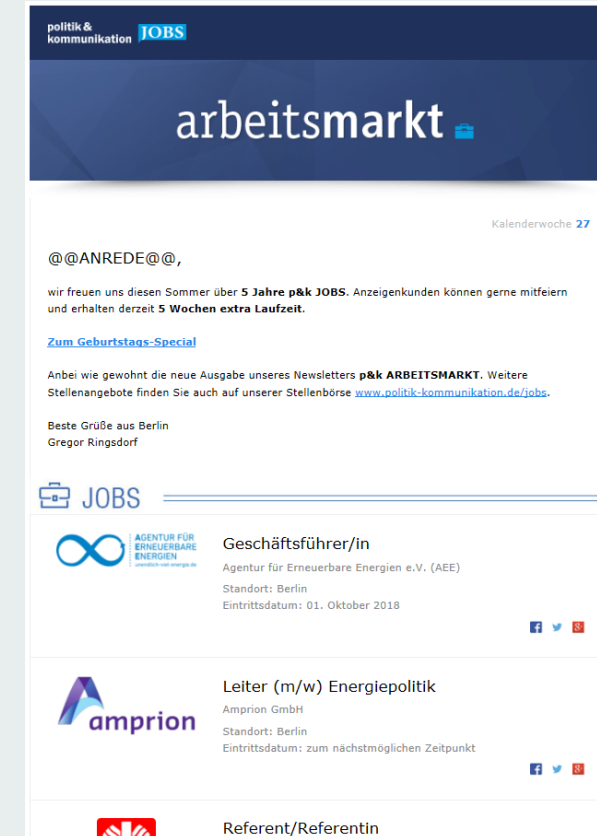 politik &
kommunikation JOBS
arbeitsmarkt
Kalenderwoche 27
@@ANREDE@@,
wir freuen uns diesen Sommer über 5 Jahre p&k JOBS. Anzeigenkunden können gerne mitfeiern
und erhalten derzeit 5 Wochen extra Laufzeit.
Zum Geburtstags-Special
Anbei wie gewohnt die neue Ausgabe unseres Newsletters p&k ARBEITSMARKT. Weitere
Stellenangebote finden Sie auch auf unserer Stellenbörse www.politik-kommunikation.de/jobs.
Beste Grüße aus Berlin
Gregor Ringsdorf
JOBS
AGENTUR FÜR
ERNEUERBARE
ENERGIEN
unendlich-viel-energie.de
Geschäftsführer/in
Agentur für Erneuerbare Energien e.V. (AEE)
Standort: Berlin
Eintrittsdatum: 01. Oktober 2018
amprion
Leiter (m/w) Energiepolitik
Amprion GmbH
Standort: Berlin
Eintrittsdatum: zum nächstmöglichen Zeitpunkt
Referent/Referentin